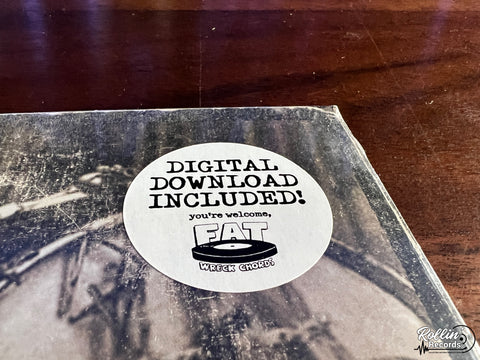 DIGITAL
DOWNLOAD
INCLUDED!
you're welcome,
FAT
WRECK CHORDS
Rollin'
Records